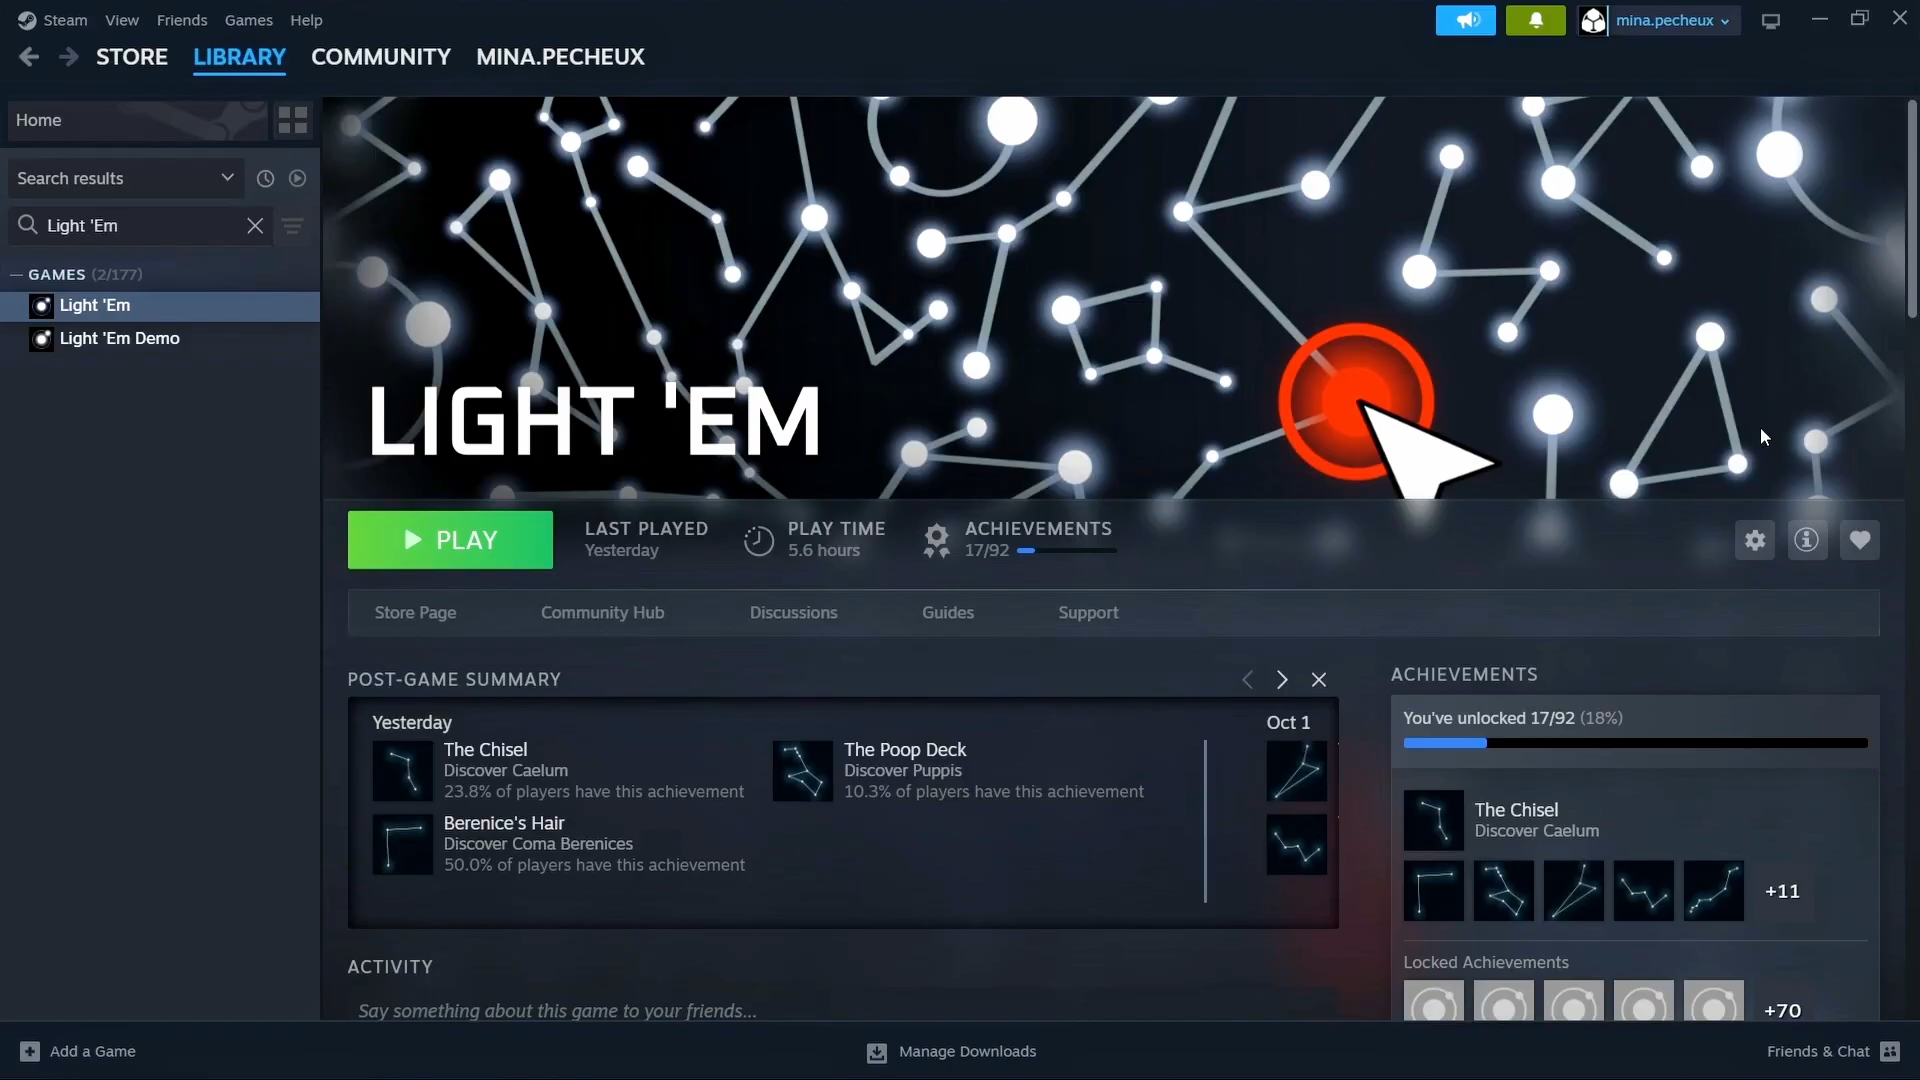 Steam View Friends Games Help
mina.pecheux
STORE LIBRARY COMMUNITY MINA.PECHEUX
Home
Search results
Light 'Em
GAMES (2/177)
Light 'Em
Light 'Em Demo
LIGHT 'EM
PLAY
LAST PLAYED
Yesterday
PLAY TIME
5.6 hours
ACHIEVEMENTS
17/92
Store Page Community Hub Discussions Guides Support
POST-GAME SUMMARY
Yesterday
The Chisel
Discover Caelum
23.8% of players have this achievement
The Poop Deck
Discover Puppis
10.3% of players have this achievement
Berenice's Hair
Discover Coma Berenices
50.0% of players have this achievement
Oct 1
ACHIEVEMENTS
You've unlocked 17/92 (18%)
The Chisel
Discover Caelum
+11
Locked Achievements
+70
ACTIVITY
Say something about this game to your friends...
Add a Game
Manage Downloads
Friends & Chat